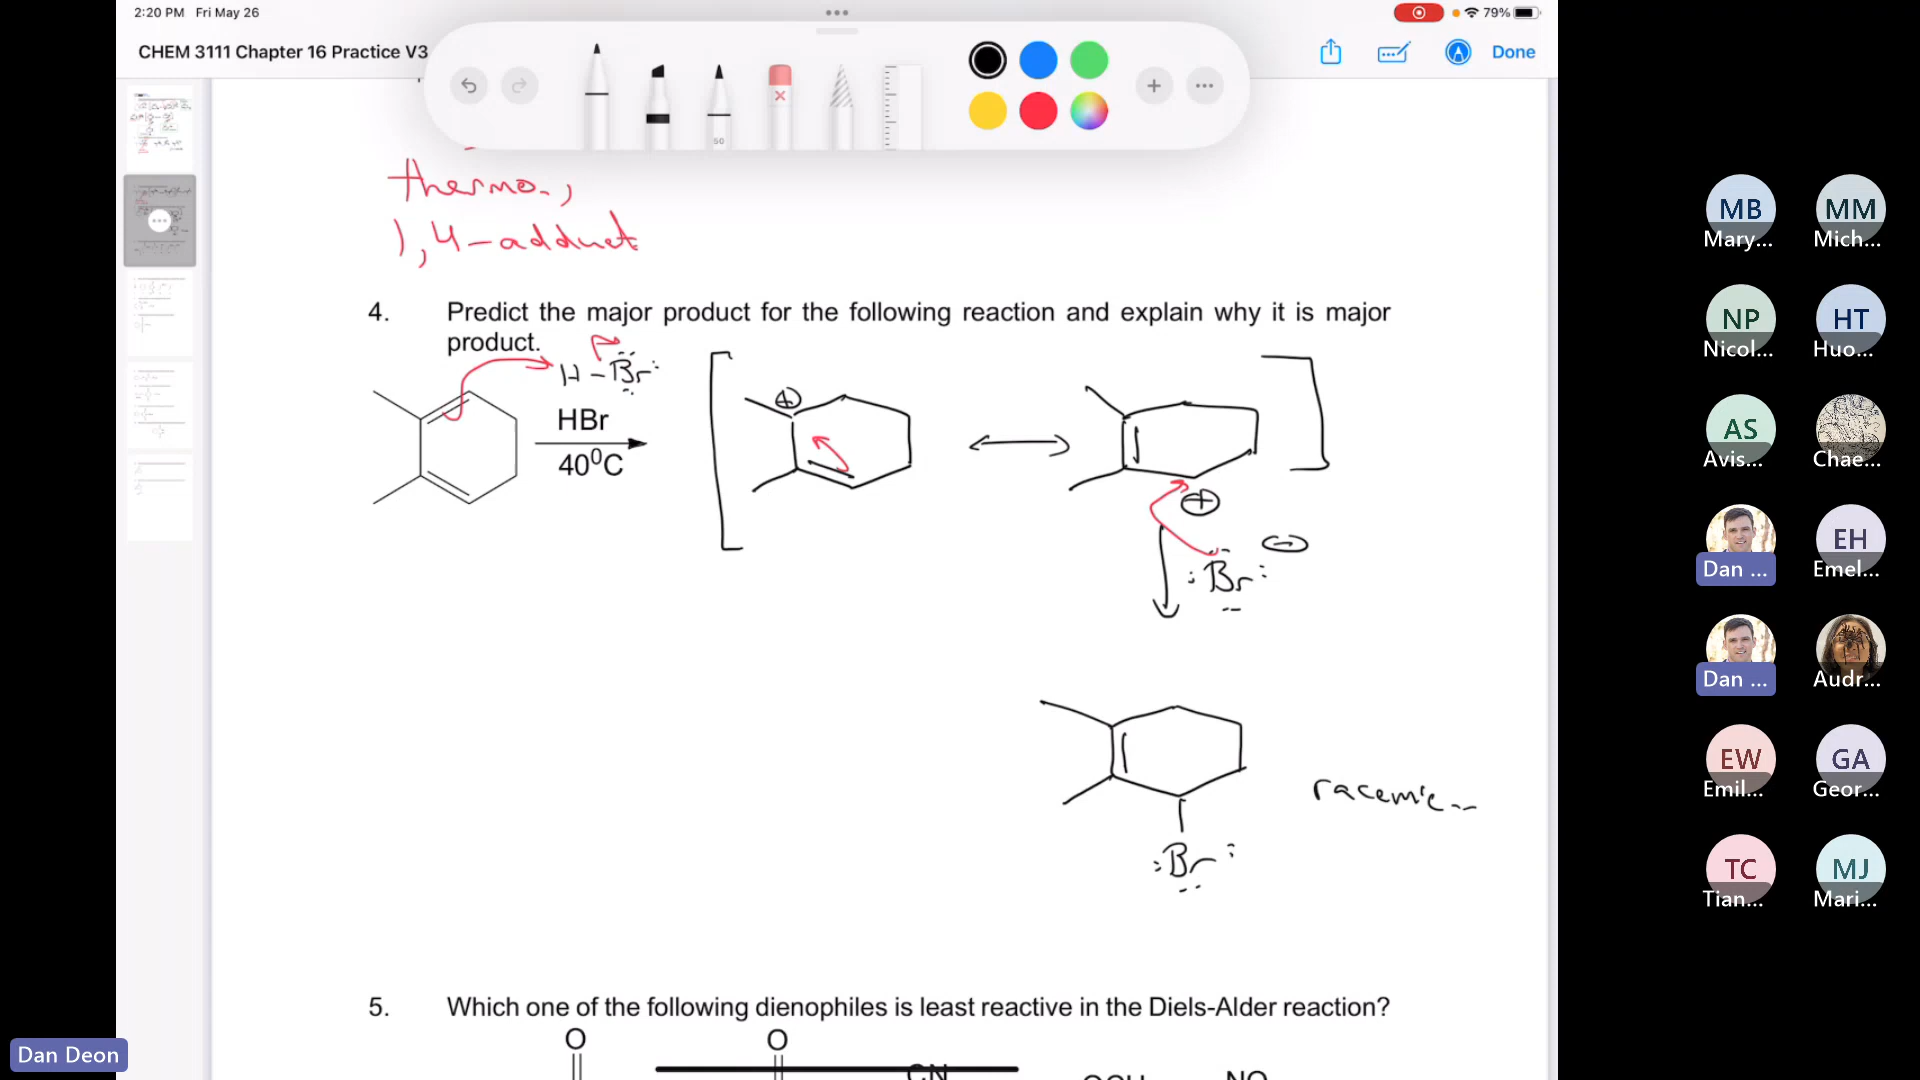 2:20 PM Fri May 26
79%
CHEM 3111 Chapter 16 Practice V3
Done
50
thermo-,
1,4-adduct
4. Predict the major product for the following reaction and explain why it is major
product.
H-Br
HBr
40⁰C
⊕
⊕
Br
⊖
racemic--
Br
5. Which one of the following dienophiles is least reactive in the Diels-Alder reaction?
O
O
CN
MB
Mary...
MM
Mich...
NP
Nicol...
HT
Huo...
AS
Avis...
Chae...
Dan ...
EH
Emel...
Dan ...
Audr...
EW
Emil...
GA
Geor...
TC
Tian...
MJ
Mari...
Dan Deon